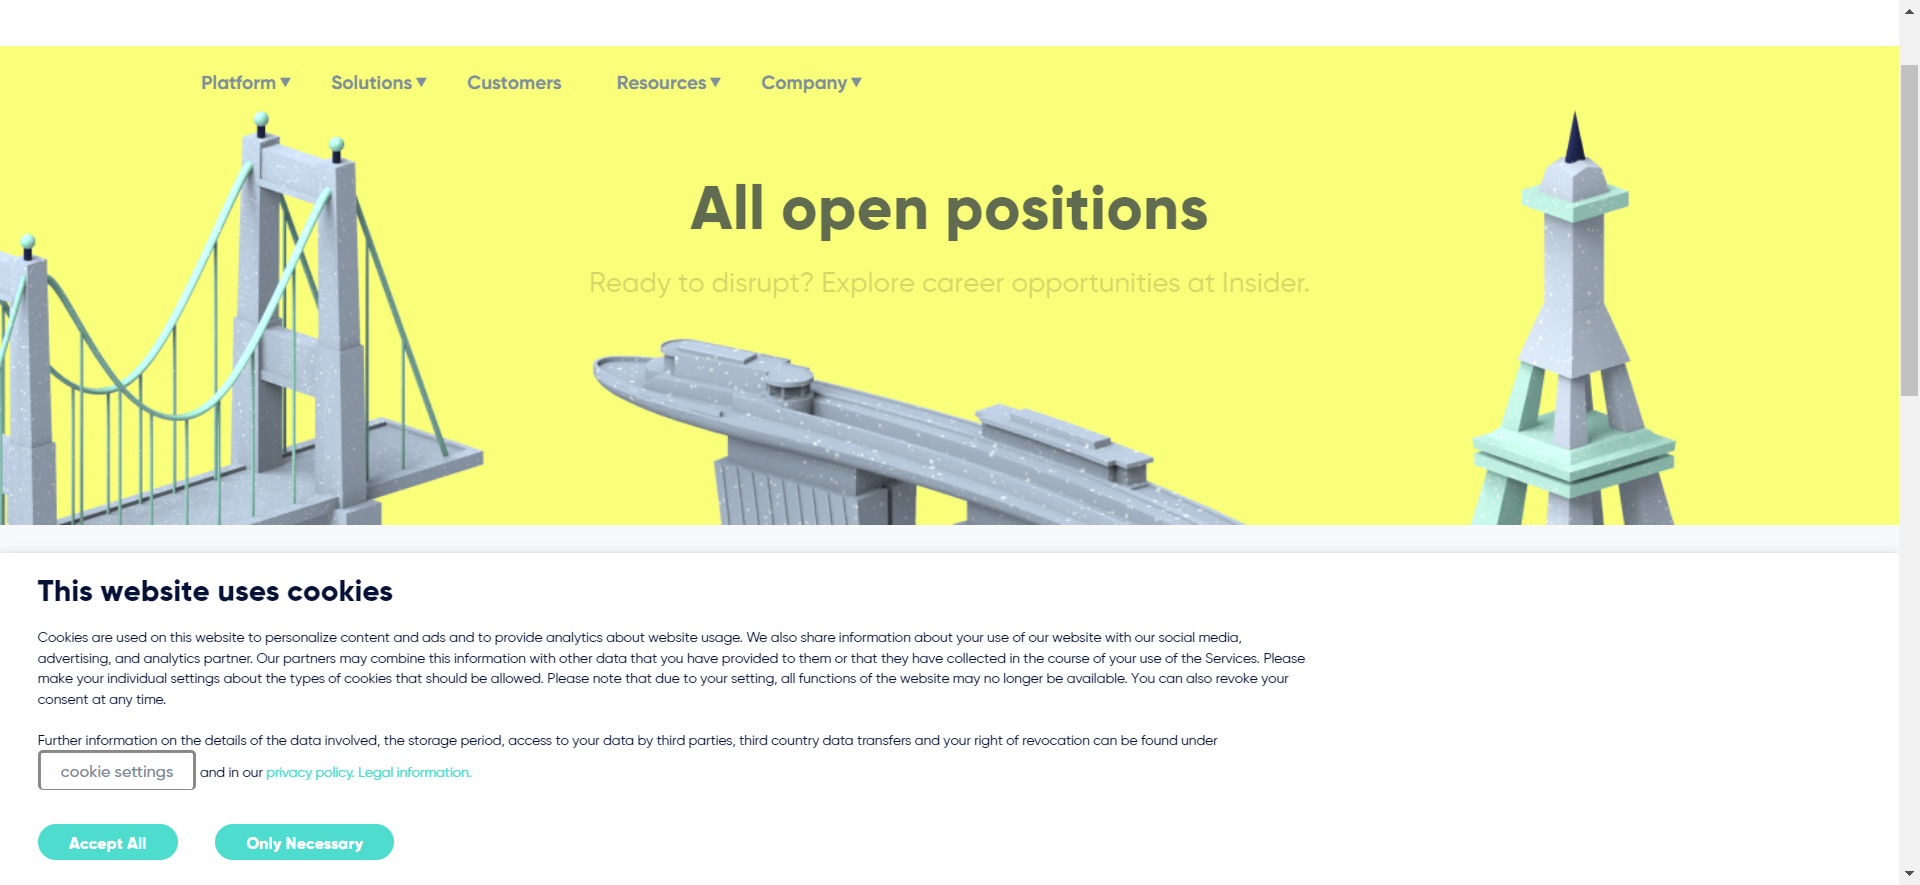 Platform ▼ Solutions ▼ Customers Resources ▼ Company ▼
All open positions
Ready to disrupt? Explore career opportunities at Insider.
This website uses cookies
Cookies are used on this website to personalize content and ads and to provide analytics about website usage. We also share information about your use of our website with our social media,
advertising, and analytics partner. Our partners may combine this information with other data that you have provided to them or that they have collected in the course of your use of the Services. Please
make your individual settings about the types of cookies that should be allowed. Please note that due to your setting, all functions of the website may no longer be available. You can also revoke your
consent at any time.
Further information on the details of the data involved, the storage period, access to your data by third parties, third country data transfers and your right of revocation can be found under
cookie settings and in our privacy policy. Legal information.
Accept All Only Necessary